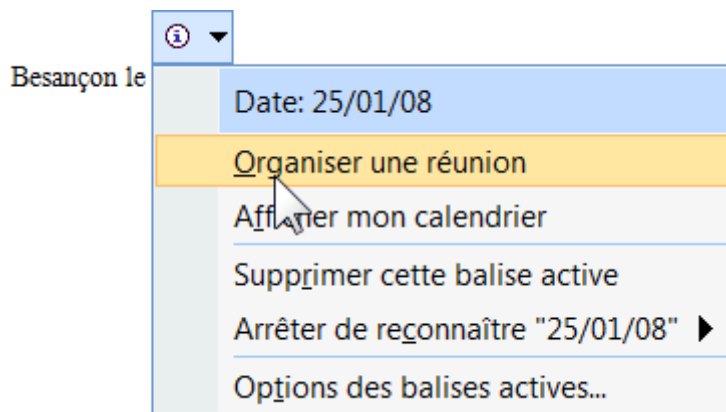 Besançon le
Date: 25/01/08
Organiser une réunion
Afficher mon calendrier
Supprimer cette balise active
Arrêter de reconnaître "25/01/08"
Options des balises actives...